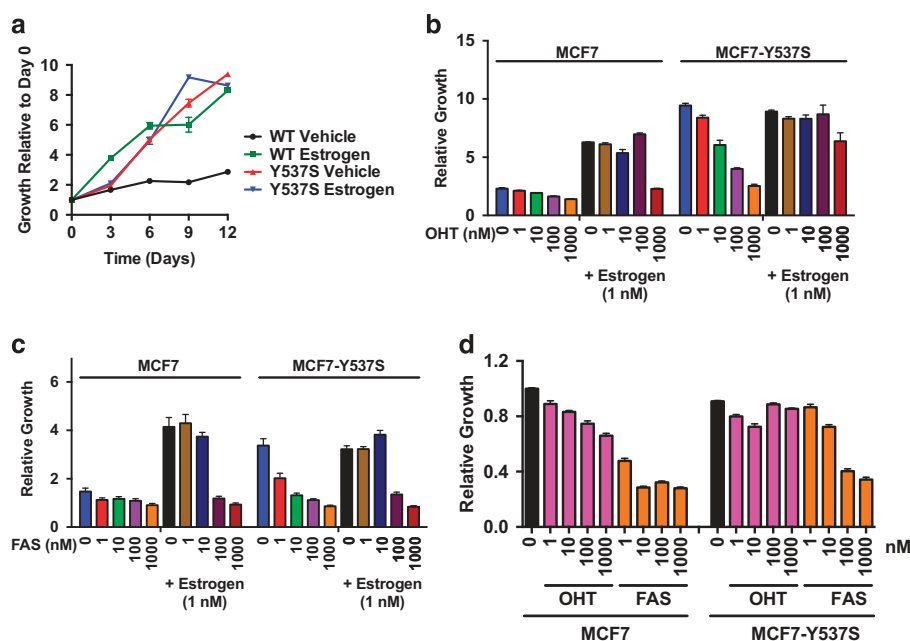 a
Growth Relative to Day 0
10
8
6
4
2
0
0 3 6 9 12
Time (Days)
WT Vehicle
WT Estrogen
Y537S Vehicle
Y537S Estrogen
b
MCF7 MCF7-Y537S
Relative Growth
15
10
5
0
OHT (nM)
0 1 10 100 1000 0 1 10 100 1000 0 1 10 100 1000 0 1 10 100 1000
+ Estrogen + Estrogen
(1 nM) (1 nM)
c
MCF7 MCF7-Y537S
Relative Growth
6
4
2
0
FAS (nM)
0 1 10 100 1000 0 1 10 100 1000 0 1 10 100 1000 0 1 10 100 1000
+ Estrogen + Estrogen
(1 nM) (1 nM)
d
Relative Growth
1.2
0.8
0.4
0.0
0 1 10 100 1000 1 10 100 1000 0 1 10 100 1000 1 10 100 1000 nM
OHT FAS OHT FAS
MCF7 MCF7-Y537S